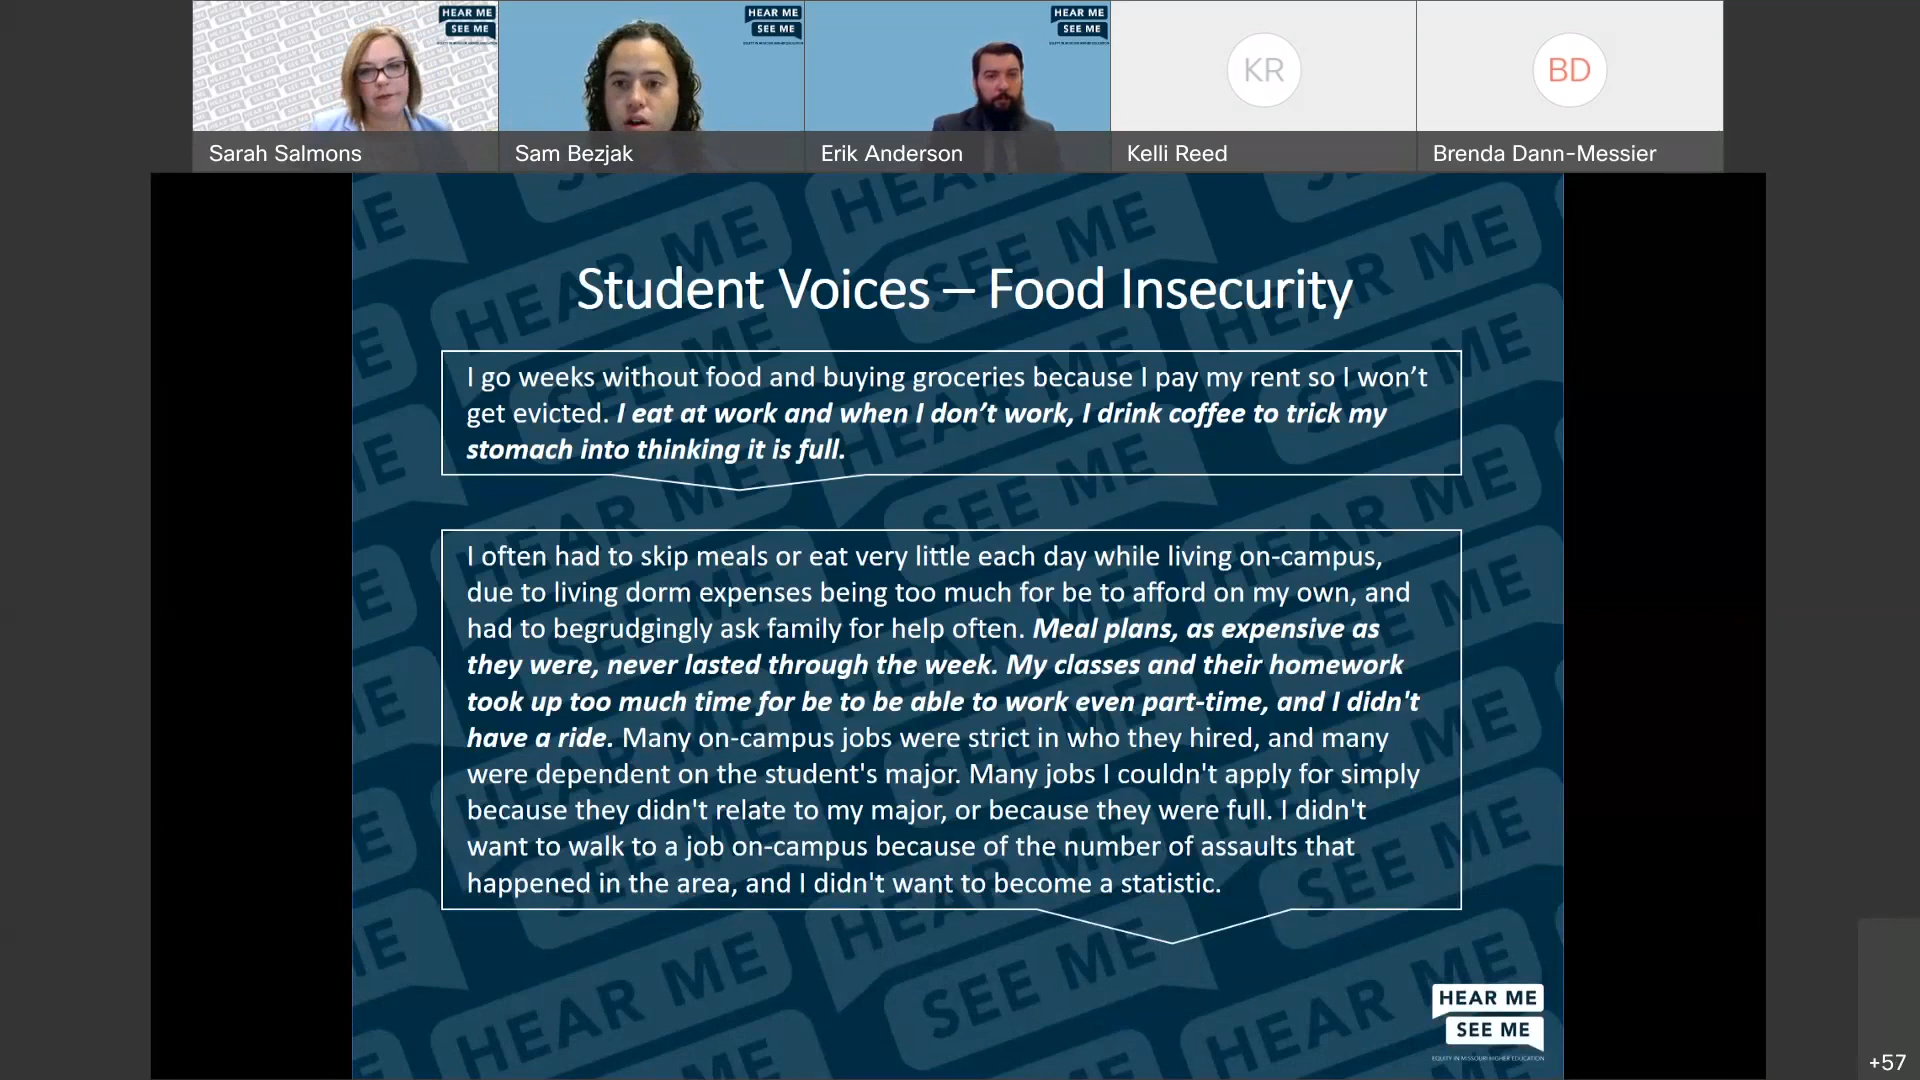 HEAR ME
SEE ME
HEAR ME
SEE ME
HEAR ME
SEE ME
KR
BD
Sarah Salmons
Sam Bezjak
Erik Anderson
Kelli Reed
Brenda Dann-Messier
Student Voices – Food Insecurity
I go weeks without food and buying groceries because I pay my rent so I won’t
get evicted. I eat at work and when I don’t work, I drink coffee to trick my
stomach into thinking it is full.
I often had to skip meals or eat very little each day while living on-campus,
due to living dorm expenses being too much for be to afford on my own, and
had to begrudgingly ask family for help often. Meal plans, as expensive as
they were, never lasted through the week. My classes and their homework
took up too much time for be to be able to work even part-time, and I didn't
have a ride. Many on-campus jobs were strict in who they hired, and many
were dependent on the student's major. Many jobs I couldn't apply for simply
because they didn't relate to my major, or because they were full. I didn't
want to walk to a job on-campus because of the number of assaults that
happened in the area, and I didn't want to become a statistic.
HEAR ME
SEE ME
EQUITY IN MISSOURI HIGHER EDUCATION
+57